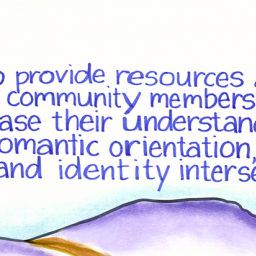 o provide resources
community members
ase their understand
omantic orientation,
and identity interse